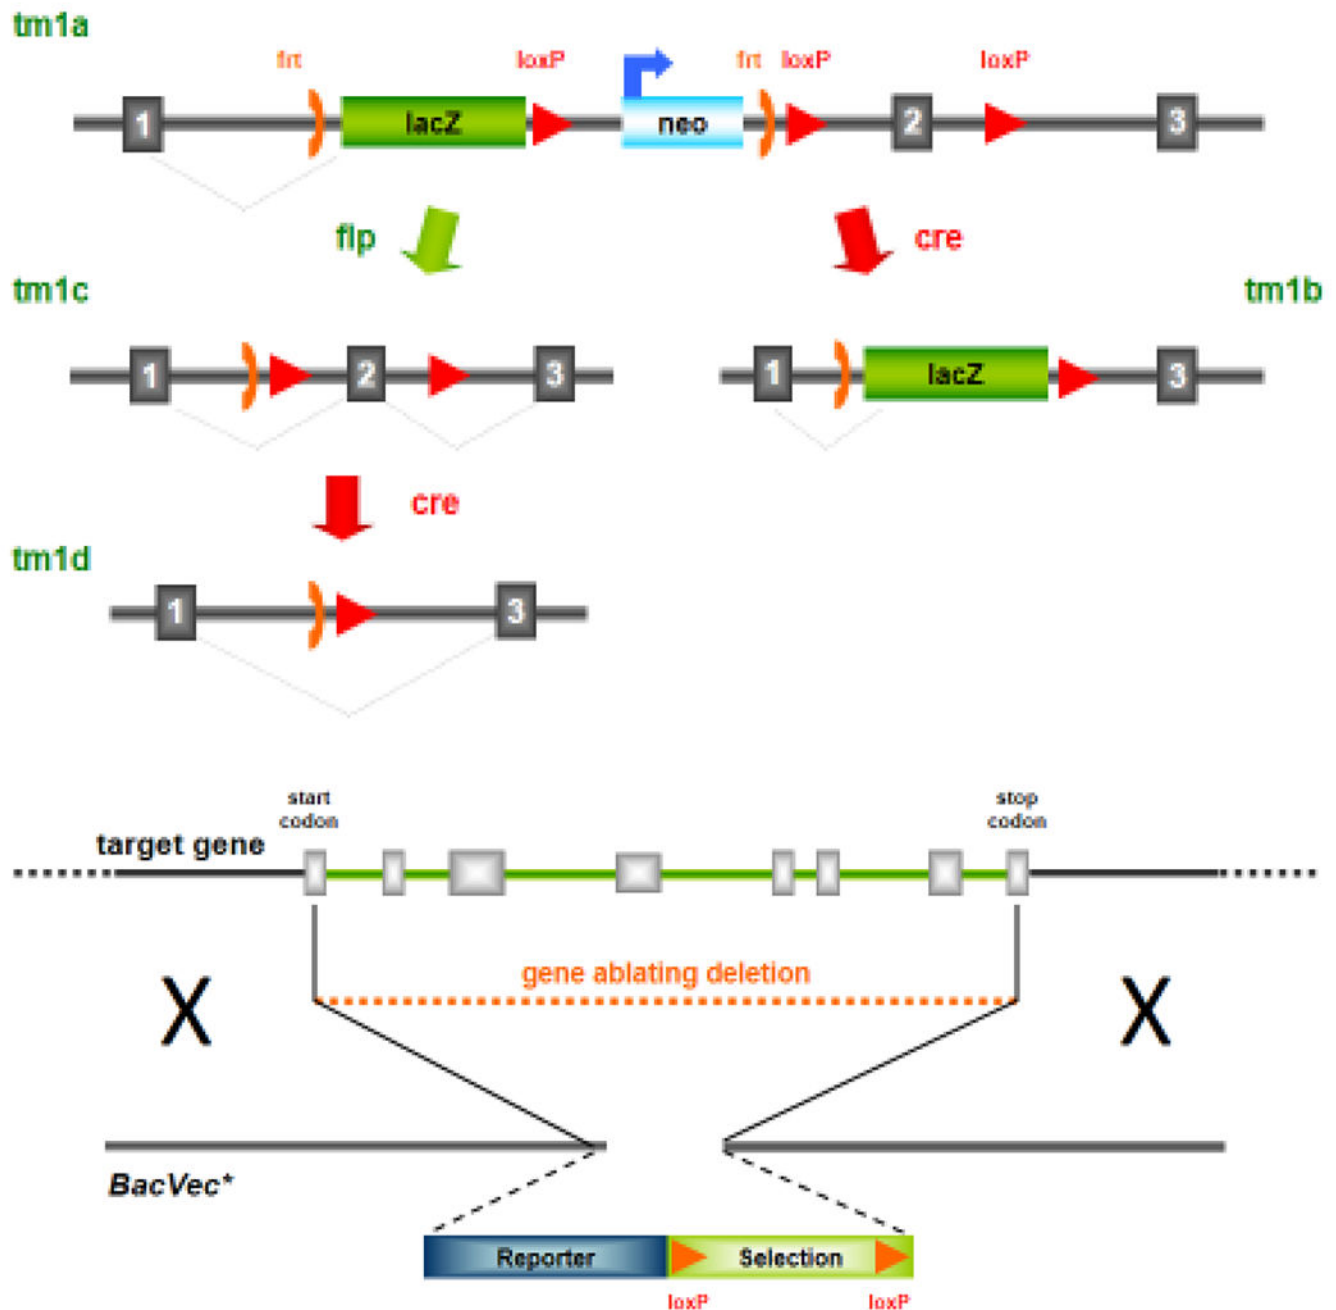 tm1a
frt loxP frt loxP loxP
1 lacZ neo 2 3
flp cre
tm1c tm1b
1 2 3 1 lacZ 3
cre
tm1d
1 3
start
codon
stop
codon
target gene
gene ablating deletion
X X
BacVec*
Reporter Selection
loxP loxP